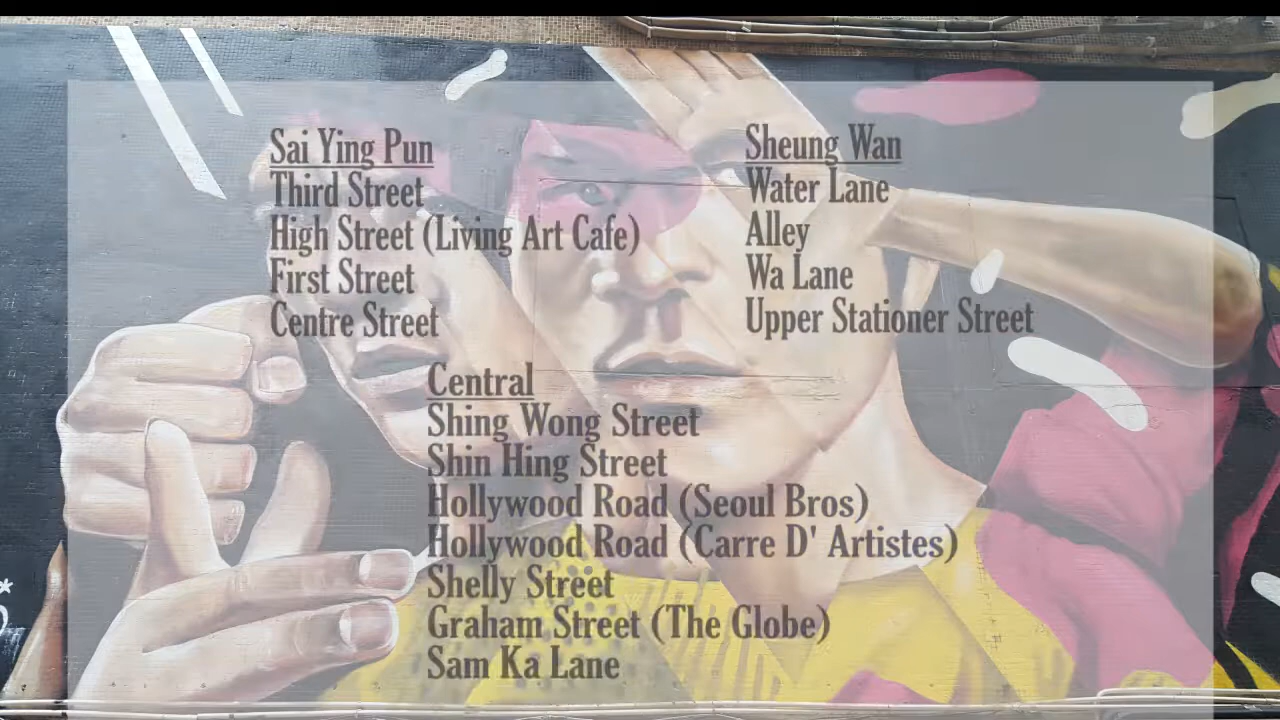 Sai Ying Pun
Third Street
High Street (Living Art Cafe)
First Street
Centre Street
Sheung Wan
Water Lane
Alley
Wa Lane
Upper Stationer Street
Central
Shing Wong Street
Shin Hing Street
Hollywood Road (Seoul Bros)
Hollywood Road (Carre D' Artistes)
Shelly Street
Graham Street (The Globe)
Sam Ka Lane